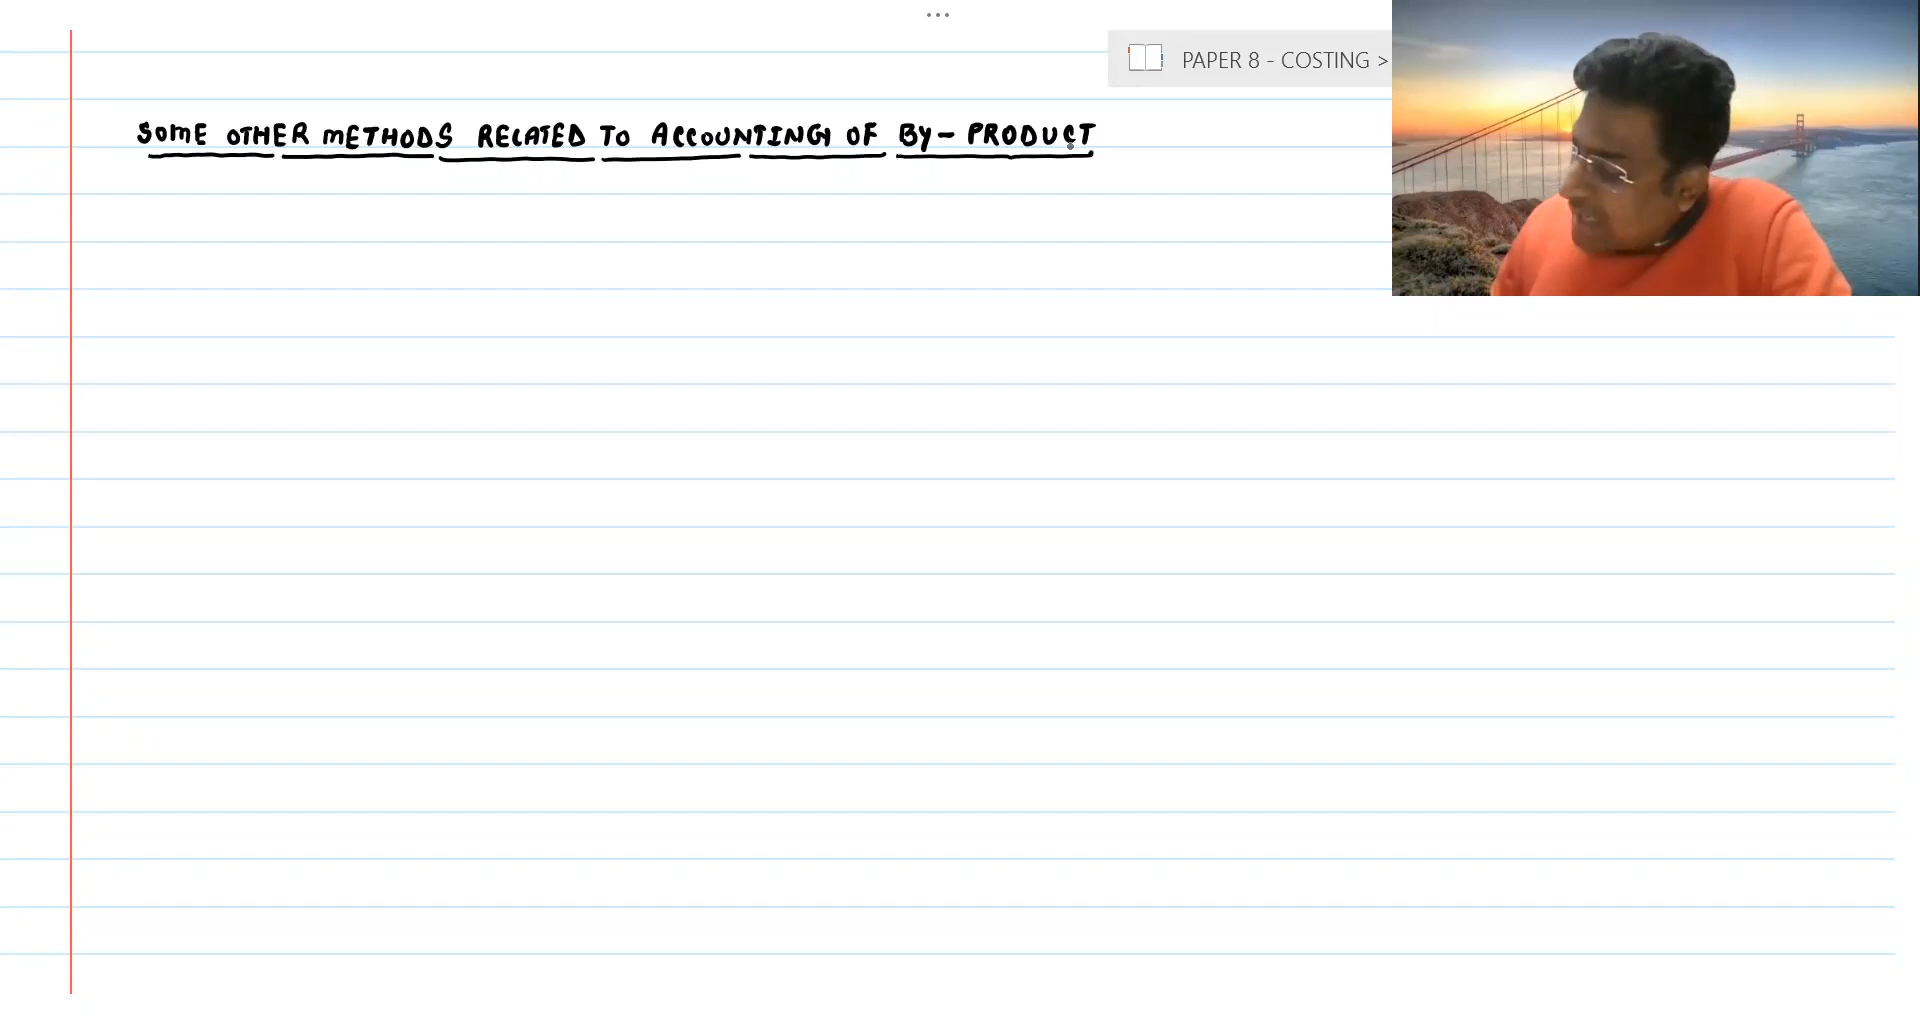 PAPER 8 - COSTING >
SOME OTHER METHODS RELATED TO ACCOUNTING OF BY-PRODUCT